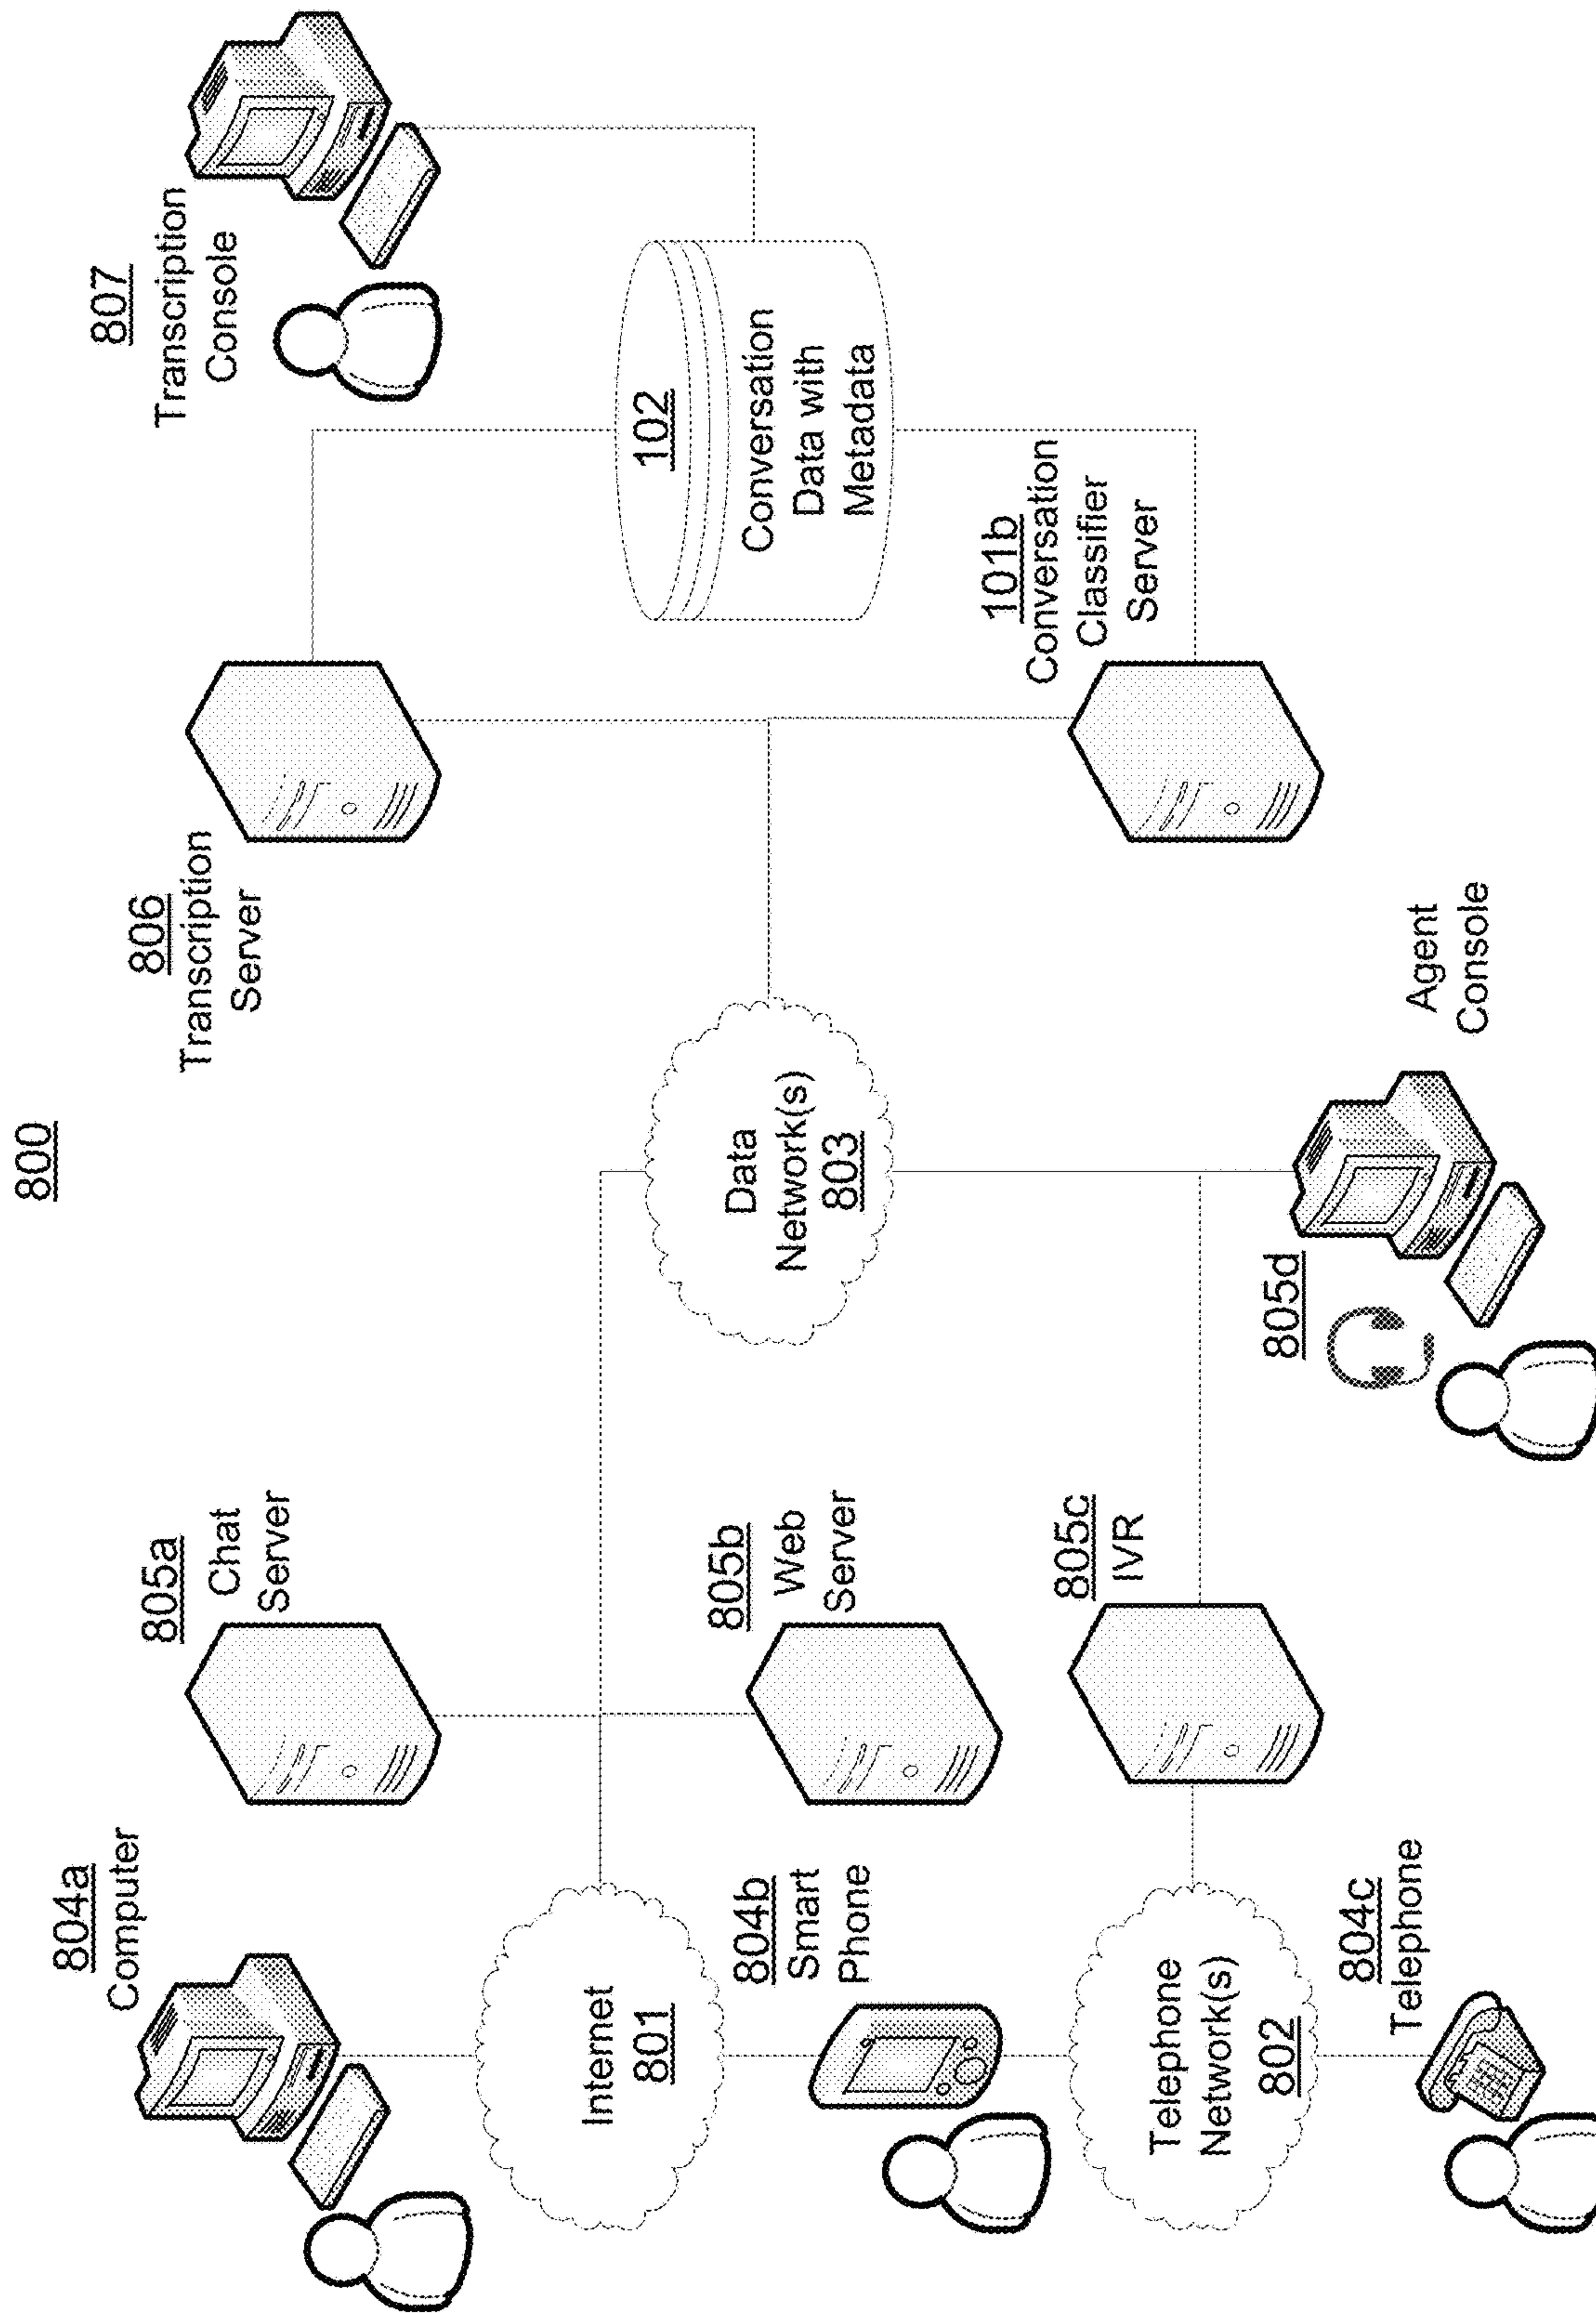 800
804a
Computer
805a
Chat
Server
806
Transcription
Server
807
Transcription
Console
Internet
801
804b
Smart
Phone
805b
Web
Server
Data
Network(s)
803
102
Conversation
Data with
Metadata
101b
Conversation
Classifier
Server
Telephone
Network(s)
802
805c
IVR
804c
Telephone
805d
Agent
Console